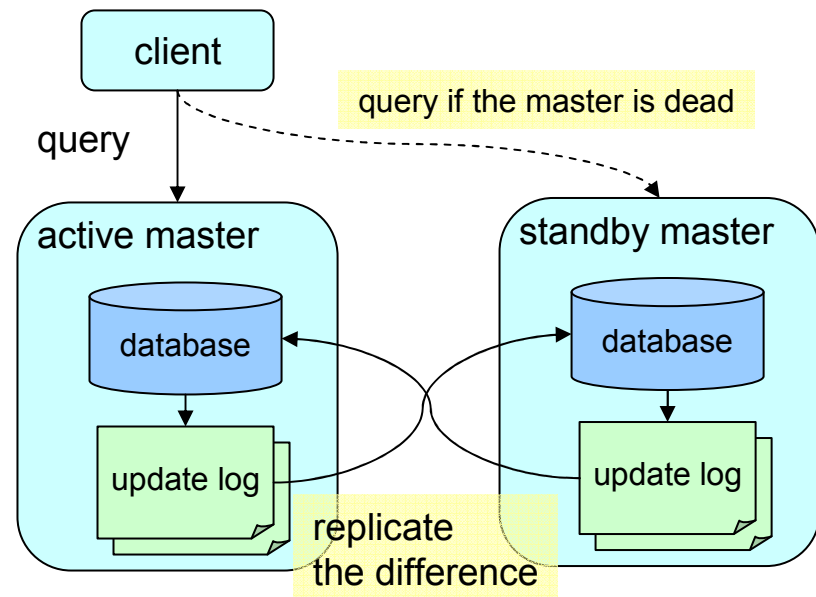 client
query if the master is dead
query
active master
standby master
database
database
update log
update log
replicate
the difference